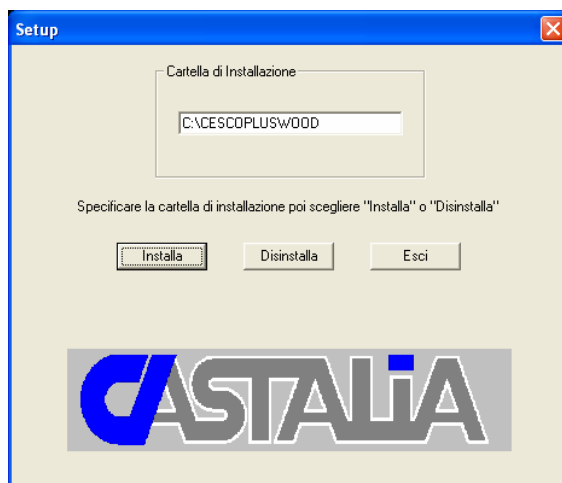 Setup
Cartella di Installazione
C:\CESCOPLUSWOOD
Specificare la cartella di installazione poi scegliere "Installa" o "Disinstalla"
Installa Disinstalla Esci
CASTALiA